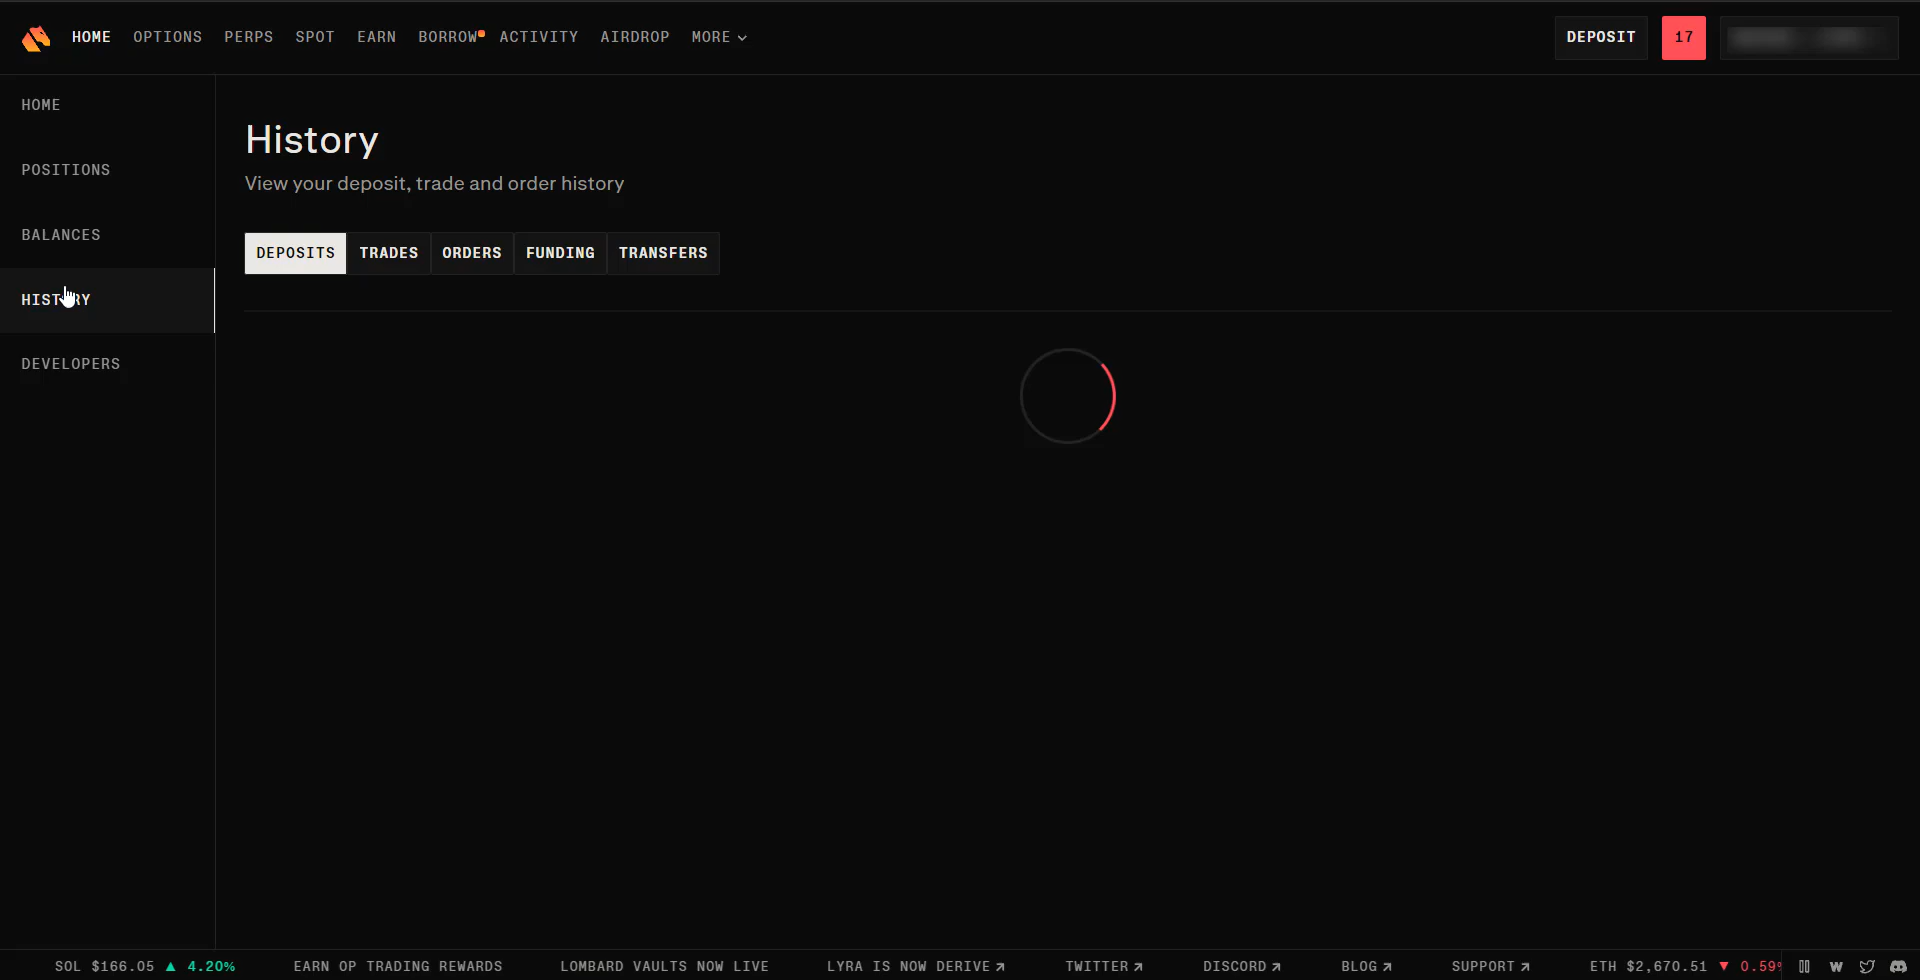 HOME OPTIONS PERPS SPOT EARN BORROW ACTIVITY AIRDROP MORE DEPOSIT 17
HOME
POSITIONS
BALANCES
HISTORY
DEVELOPERS
History
View your deposit, trade and order history
DEPOSITS TRADES ORDERS FUNDING TRANSFERS
SOL $166.05 ▲ 4.20% EARN OP TRADING REWARDS LOMBARD VAULTS NOW LIVE LYRA IS NOW DERIVE TWITTER DISCORD BLOG SUPPORT ETH $2,670.51 ▼ 0.59%